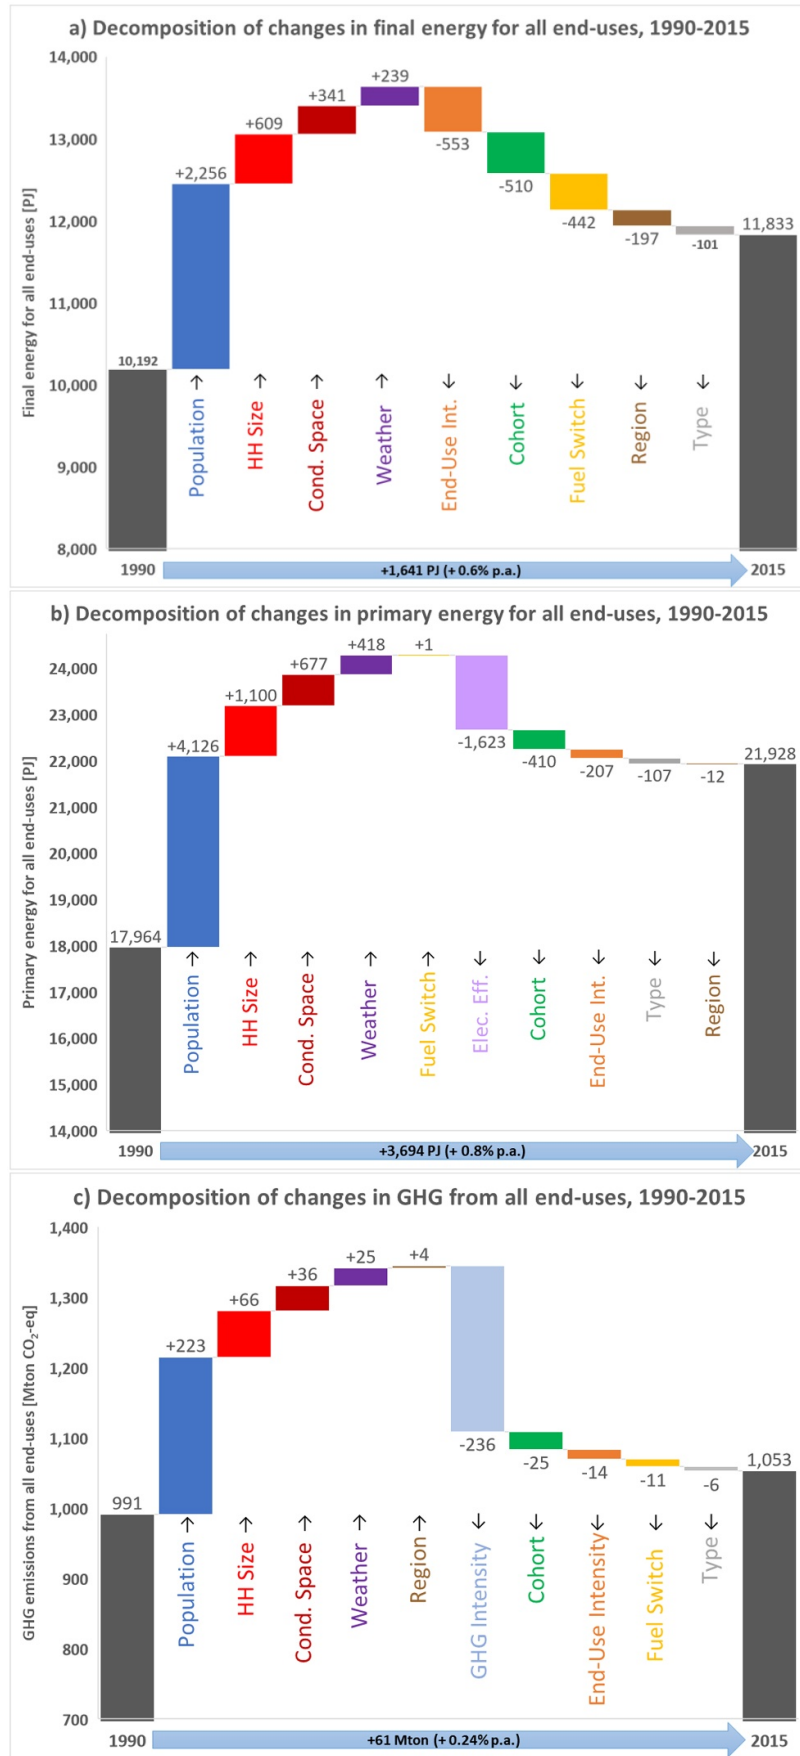 a) Decomposition of changes in final energy for all end-uses, 1990-2015
Final energy for all end-uses [PJ]
14,000
13,000
12,000
11,000
10,000
9,000
8,000
10,192
+2,256
+609
+341
+239
-553
-510
-442
-197
-101
11,833
↑ ↑ ↑ ↑ ↓ ↓ ↓ ↓ ↓
Population
HH Size
Cond. Space
Weather
End-Use Int.
Cohort
Fuel Switch
Region
Type
1990
+1,641 PJ (+ 0.6% p.a.)
2015
b) Decomposition of changes in primary energy for all end-uses, 1990-2015
Primary energy for all end-uses [PJ]
24,000
23,000
22,000
21,000
20,000
19,000
18,000
17,000
16,000
15,000
14,000
17,964
+4,126
+1,100
+677
+418
+1
-1,623
-410
-207
-107
-12
21,928
↑ ↑ ↑ ↑ ↑ ↓ ↓ ↓ ↓ ↓
Population
HH Size
Cond. Space
Weather
Fuel Switch
Elec. Eff.
Cohort
End-Use Int.
Type
Region
1990
+3,694 PJ (+ 0.8% p.a.)
2015
c) Decomposition of changes in GHG from all end-uses, 1990-2015
GHG emissions from all end-uses [Mton CO₂-eq]
1,400
1,300
1,200
1,100
1,000
900
800
700
991
+223
+66
+36
+25
+4
-236
-25
-14
-11
-6
1,053
↑ ↑ ↑ ↑ ↑ ↓ ↓ ↓ ↓ ↓
Population
HH Size
Cond. Space
Weather
Region
GHG Intensity
Cohort
End-Use Intensity
Fuel Switch
Type
1990
+61 Mton (+ 0.24% p.a.)
2015